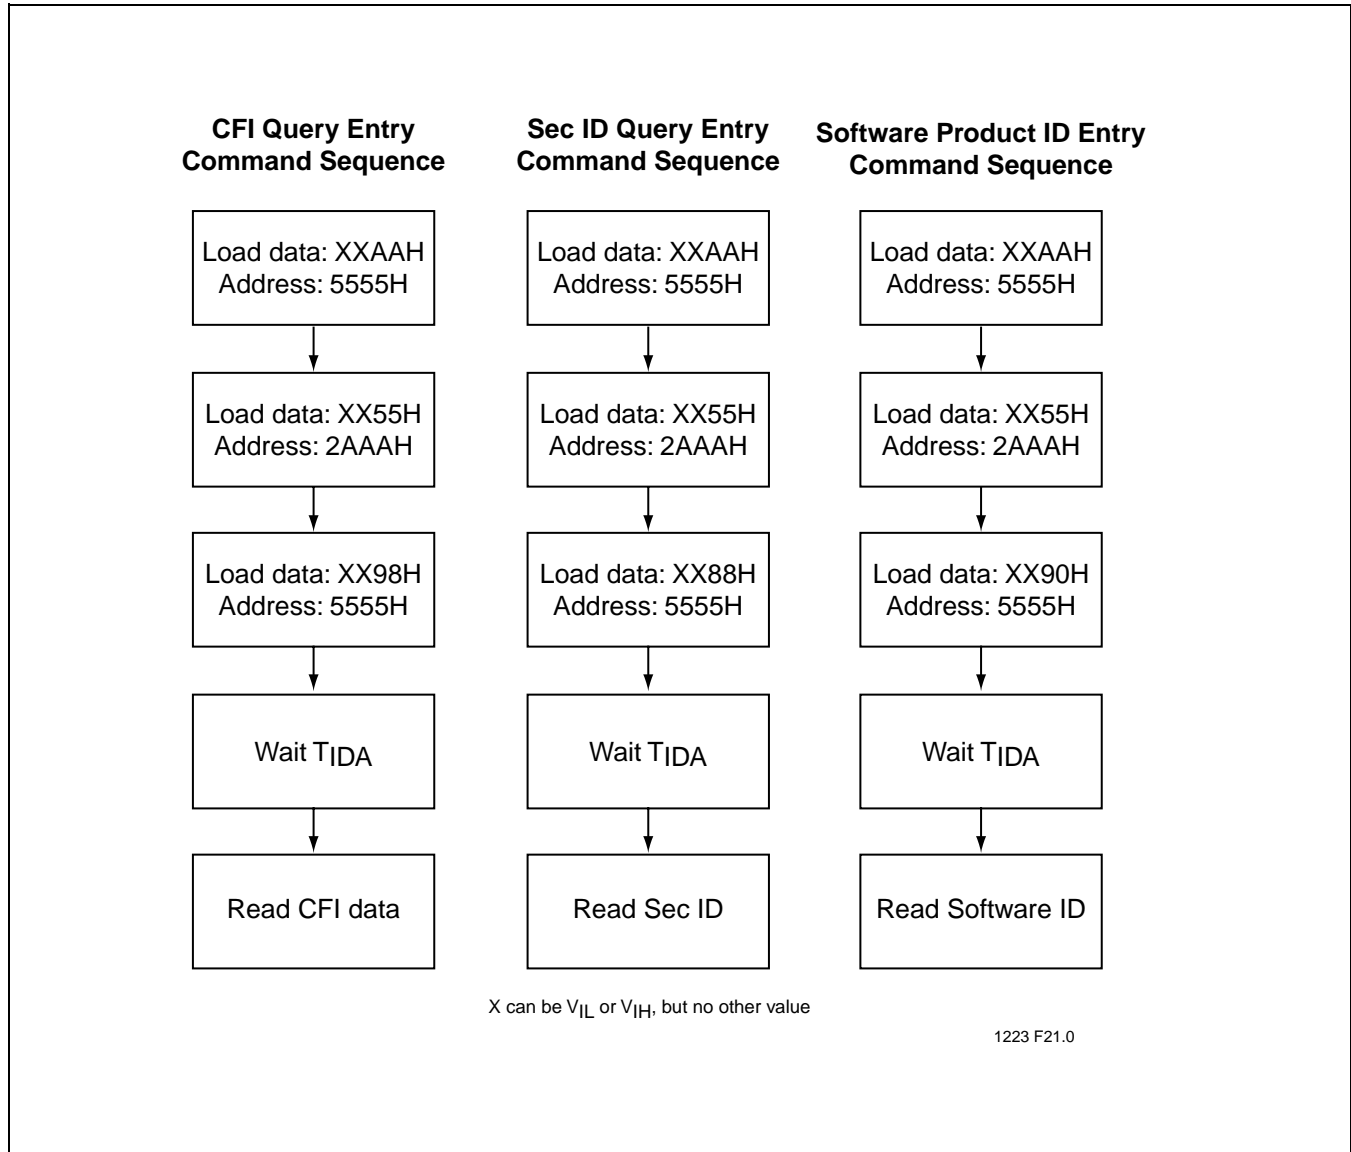 CFI Query Entry
Command Sequence
Load data: XXAAH
Address: 5555H
Load data: XX55H
Address: 2AAAH
Load data: XX98H
Address: 5555H
Wait TIDA
Read CFI data
Sec ID Query Entry
Command Sequence
Load data: XXAAH
Address: 5555H
Load data: XX55H
Address: 2AAAH
Load data: XX88H
Address: 5555H
Wait TIDA
Read Sec ID
Software Product ID Entry
Command Sequence
Load data: XXAAH
Address: 5555H
Load data: XX55H
Address: 2AAAH
Load data: XX90H
Address: 5555H
Wait TIDA
Read Software ID
X can be VIL or VIH, but no other value
1223 F21.0